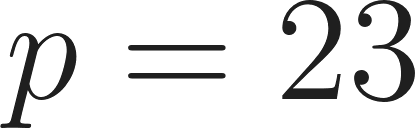 p = 23